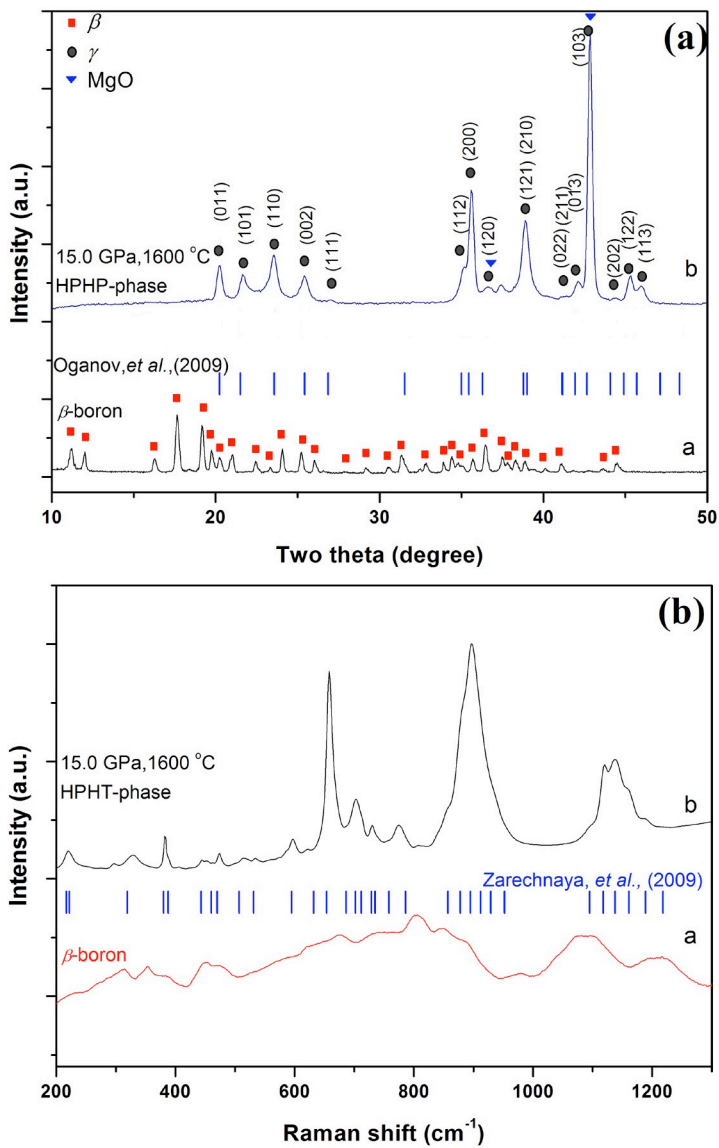 (a)
β
γ
MgO
(011)
(101)
(110)
(002)
(111)
(112)
(200)
(120)
(121) (210)
(022) (211)
(013)
(103)
(202)
(122)
(113)
15.0 GPa,1600 °C
HPHP-phase
b
Oganov,et al.,(2009)
β-boron
a
Intensity (a.u.)
10 20 30 40 50
Two theta (degree)
(b)
15.0 GPa,1600 °C
HPHT-phase
b
Zarechnaya, et al., (2009)
β-boron
a
Intensity (a.u.)
200 400 600 800 1000 1200
Raman shift (cm-1)